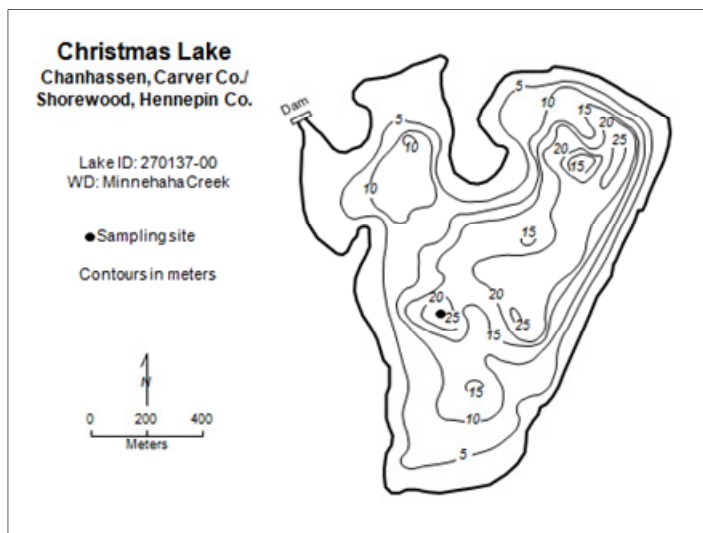 Christmas Lake
Chanhassen, Carver Co./
Shorewood, Hennepin Co.
Dam
Lake ID: 270137-00
WD: Minnehaha Creek
Sampling site
Contours in meters
N
0 200 400
Meters
5
5
10
15
20
25
10
20
15
10
15
20
25
20
25
15
15
10
5